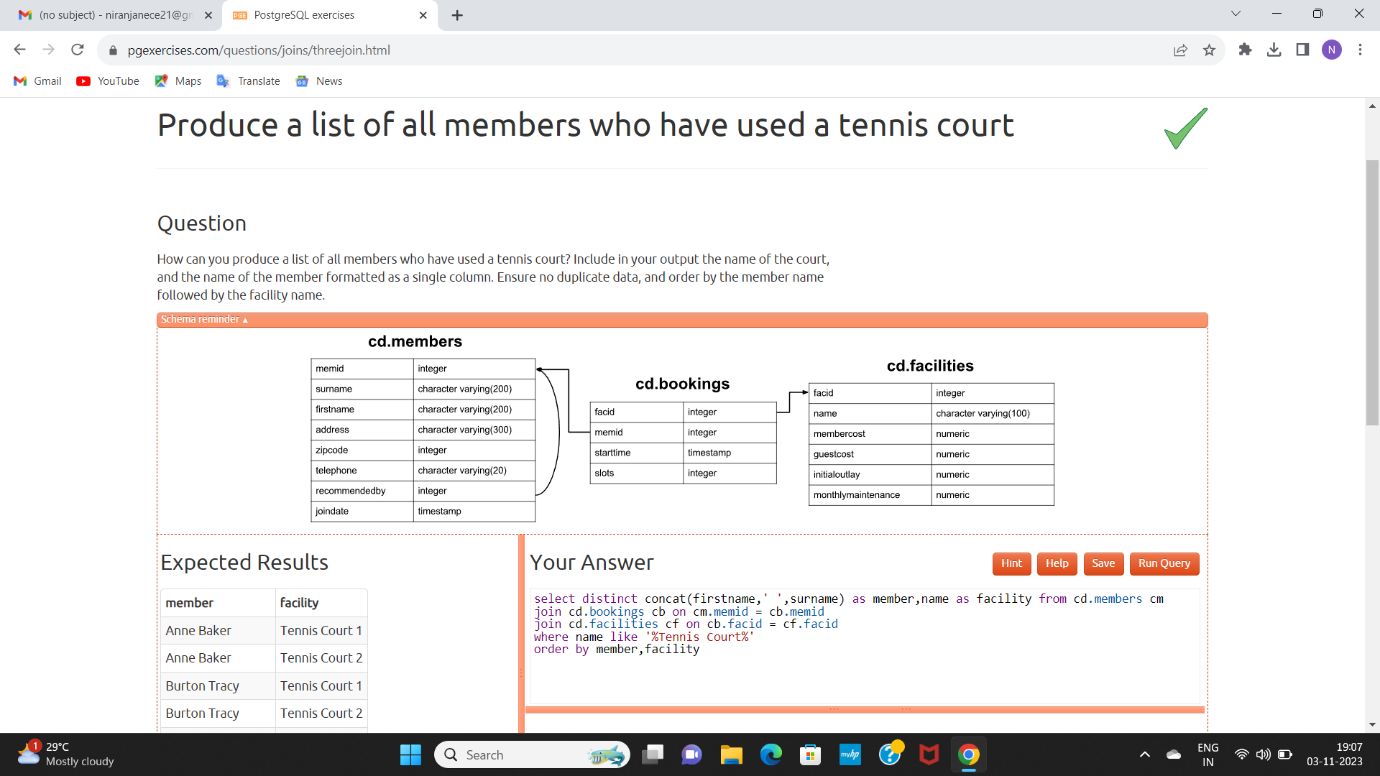 (no subject) - niranjanece21@gr
PostgreSQL exercises
pgexercises.com/questions/joins/threejoin.html
N
Gmail YouTube Maps Translate News
Produce a list of all members who have used a tennis court
Question
How can you produce a list of all members who have used a tennis court? Include in your output the name of the court,
and the name of the member formatted as a single column. Ensure no duplicate data, and order by the member name
followed by the facility name.
Schema reminder ▴
cd.members
memid integer
surname character varying(200)
firstname character varying(200)
address character varying(300)
zipcode integer
telephone character varying(20)
recommendedby integer
joindate timestamp
cd.bookings
facid integer
memid integer
starttime timestamp
slots integer
cd.facilities
facid integer
name character varying(100)
membercost numeric
guestcost numeric
initialoutlay numeric
monthlymaintenance numeric
Expected Results
member facility
Anne Baker Tennis Court 1
Anne Baker Tennis Court 2
Burton Tracy Tennis Court 1
Burton Tracy Tennis Court 2
Your Answer
Hint Help Save Run Query
select distinct concat(firstname,' ',surname) as member,name as facility from cd.members cm
join cd.bookings cb on cm.memid = cb.memid
join cd.facilities cf on cb.facid = cf.facid
where name like '%Tennis Court%'
order by member,facility
1
29°C
Mostly cloudy
Search
myhp
ENG
IN
19:07
03-11-2023